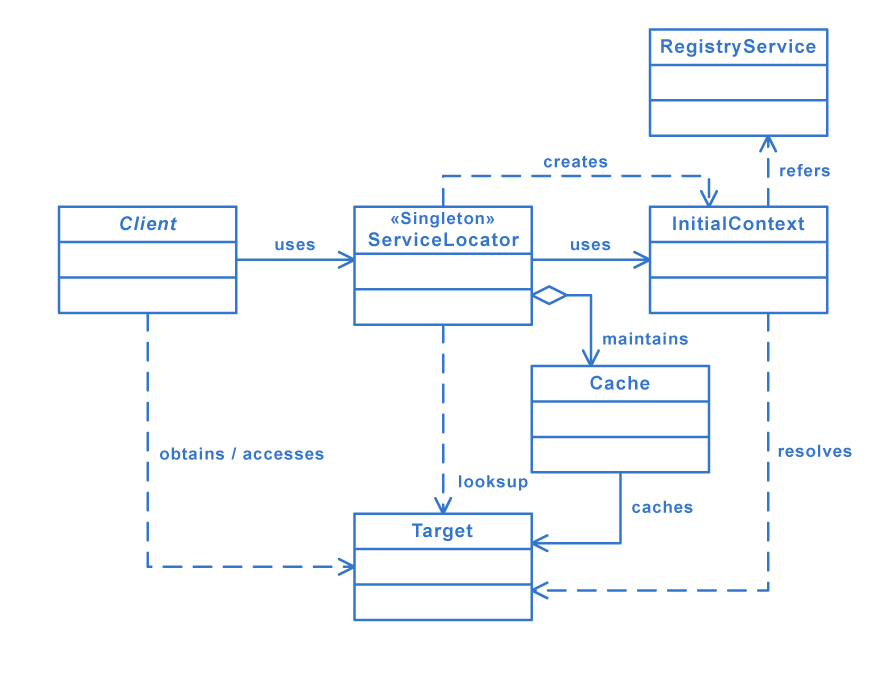 RegistryService
creates
refers
Client
«Singleton»
ServiceLocator
InitialContext
uses
uses
maintains
Cache
obtains / accesses
resolves
looksup
caches
Target